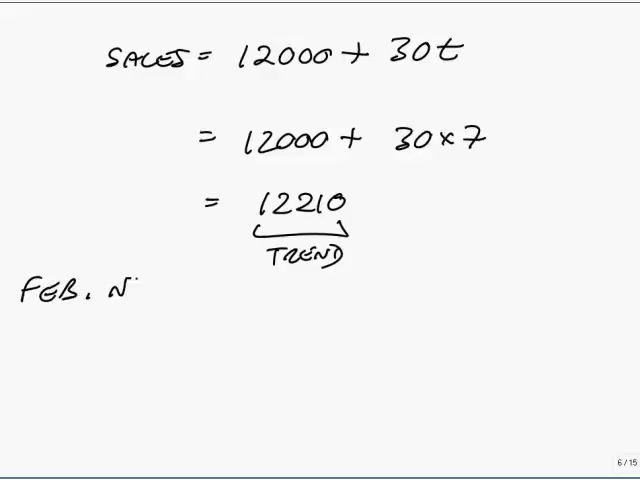 SALES = 12000 + 30t
= 12000 + 30 × 7
= 12210
TREND
FEB. N
6 / 15